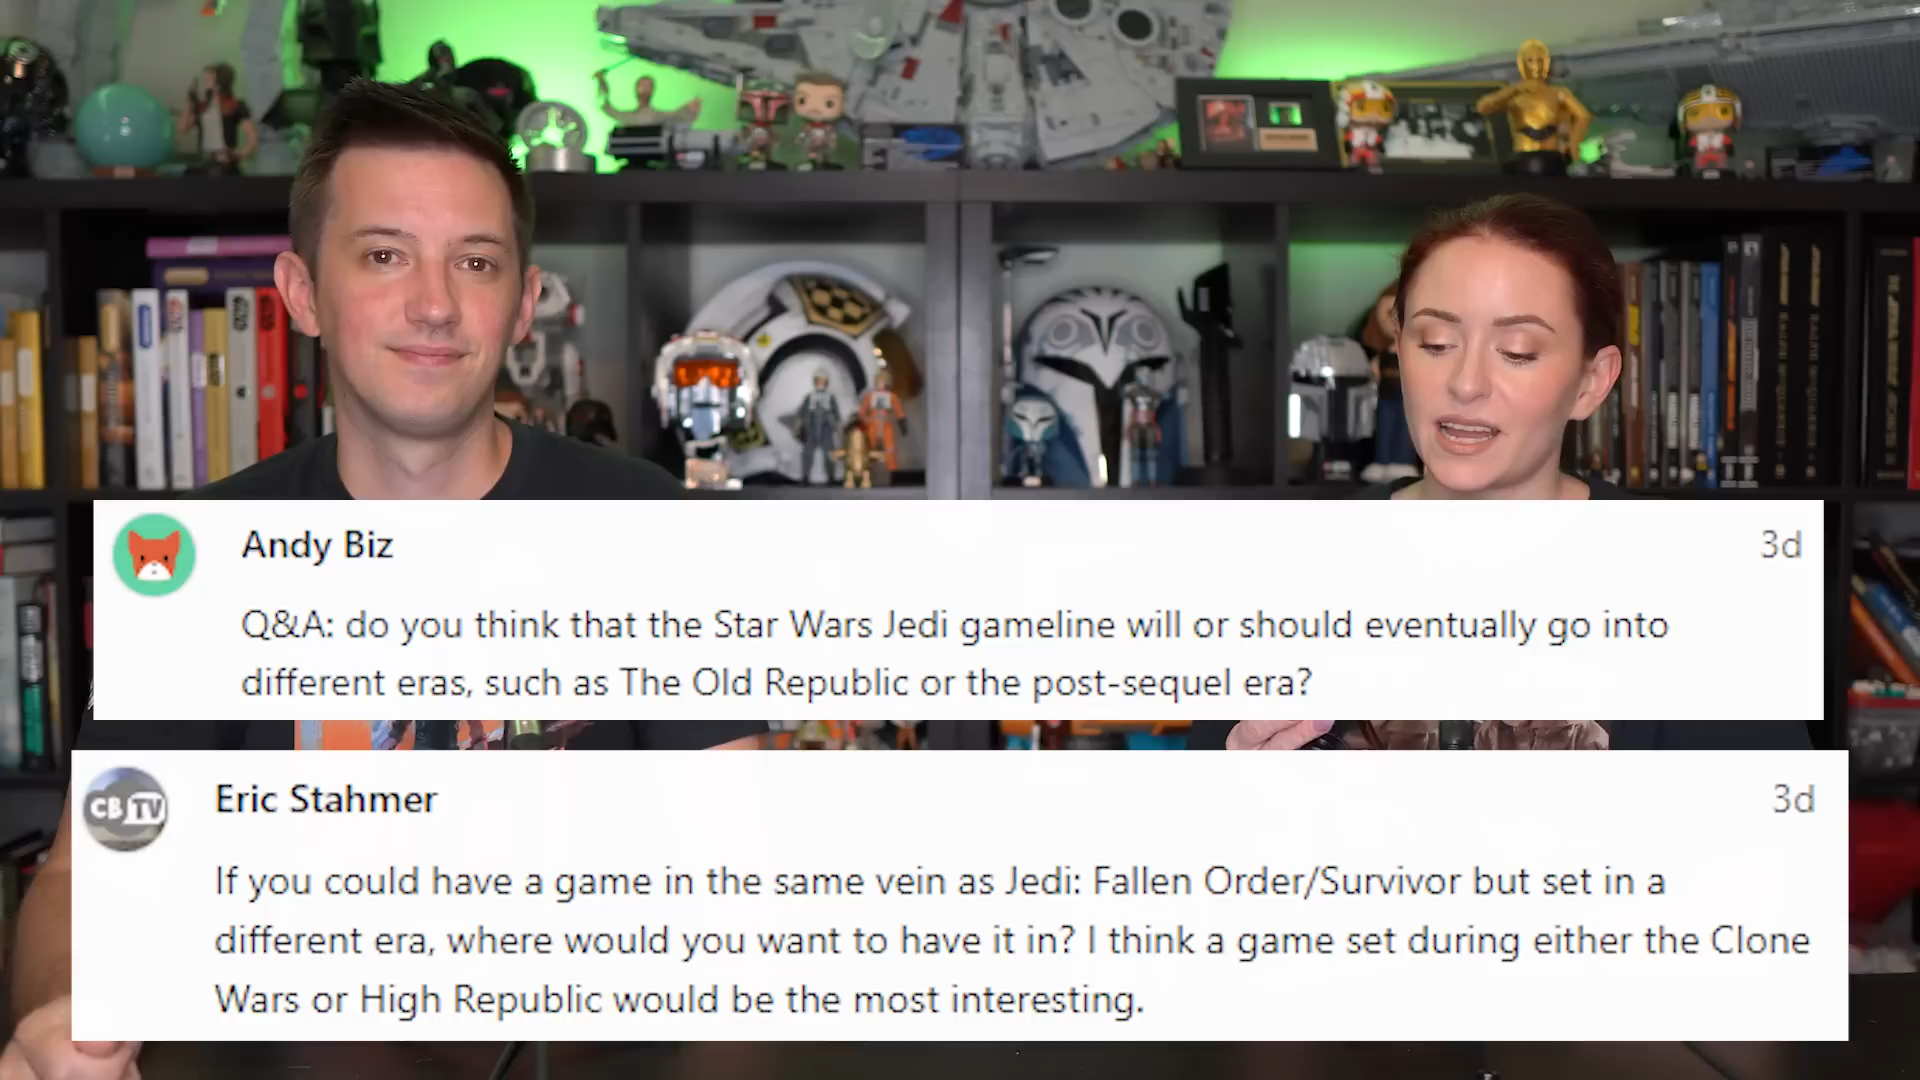 Andy Biz
3d
Q&A: do you think that the Star Wars Jedi gameline will or should eventually go into
different eras, such as The Old Republic or the post-sequel era?
CBTV
Eric Stahmer
3d
If you could have a game in the same vein as Jedi: Fallen Order/Survivor but set in a
different era, where would you want to have it in? I think a game set during either the Clone
Wars or High Republic would be the most interesting.